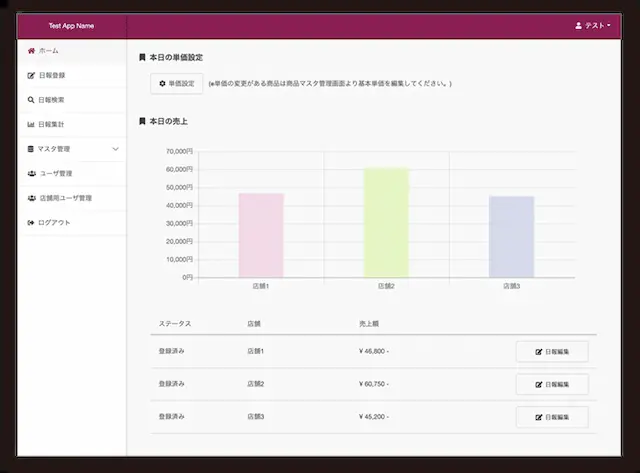 Test App Name
テスト
ホーム
日報登録
日報検索
日報集計
マスタ管理
ユーザ管理
店舗用ユーザ管理
ログアウト
本日の単価設定
単価設定
(※単価の変更がある商品は商品マスタ管理画面より基本単価を編集してください。)
本日の売上
70,000円
60,000円
50,000円
40,000円
30,000円
20,000円
10,000円
0円
店舗1 店舗2 店舗3
ステータス 店舗 売上額
登録済み 店舗1 ¥ 46,800 - 日報編集
登録済み 店舗2 ¥ 60,750 - 日報編集
登録済み 店舗3 ¥ 45,200 - 日報編集